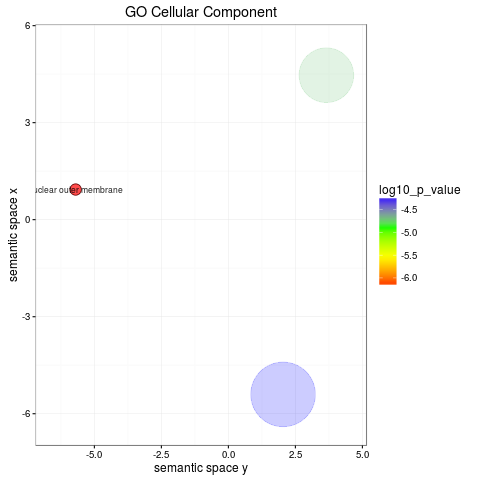 GO Cellular Component
6
3
0
-3
-6
semantic space x
uclear outer membrane
-5.0
-2.5
0.0
2.5
5.0
semantic space y
log10_p_value
-4.5
-5.0
-5.5
-6.0